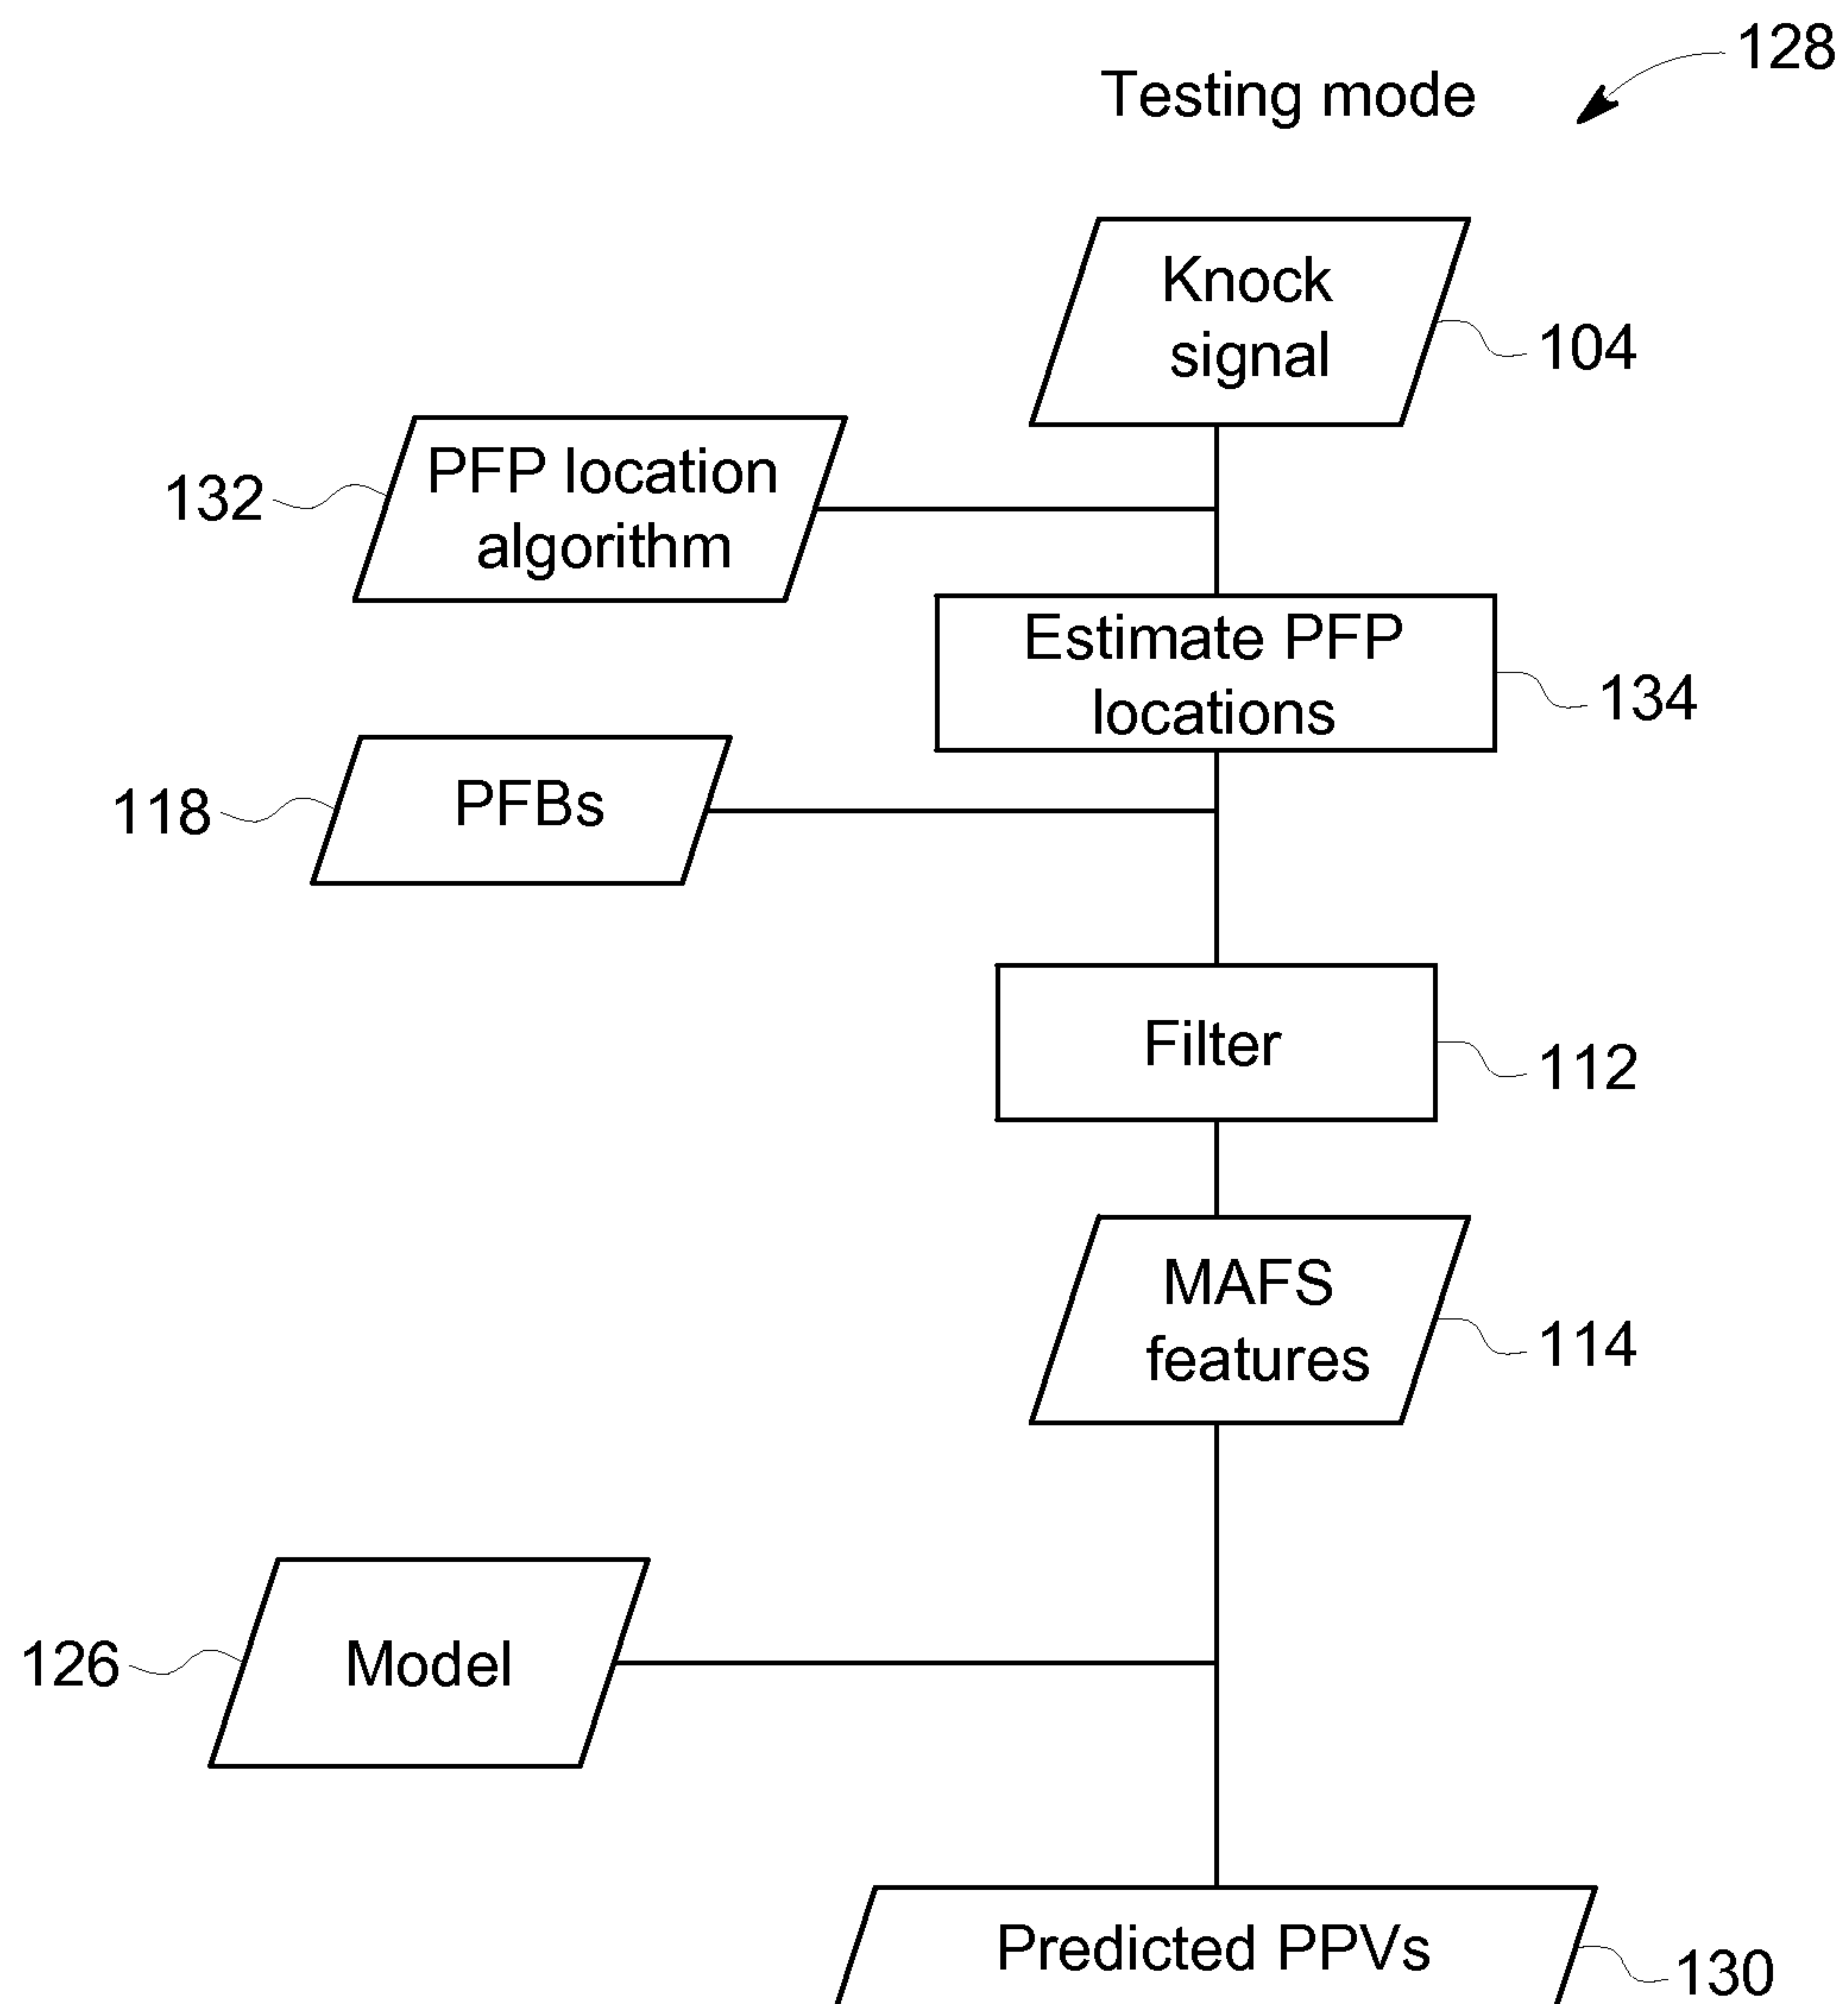 128
Testing mode
Knock
signal
104
PFP location
algorithm
132
Estimate PFP
locations
134
PFBs
118
Filter
112
MAFS
features
114
Model
126
Predicted PPVs
130